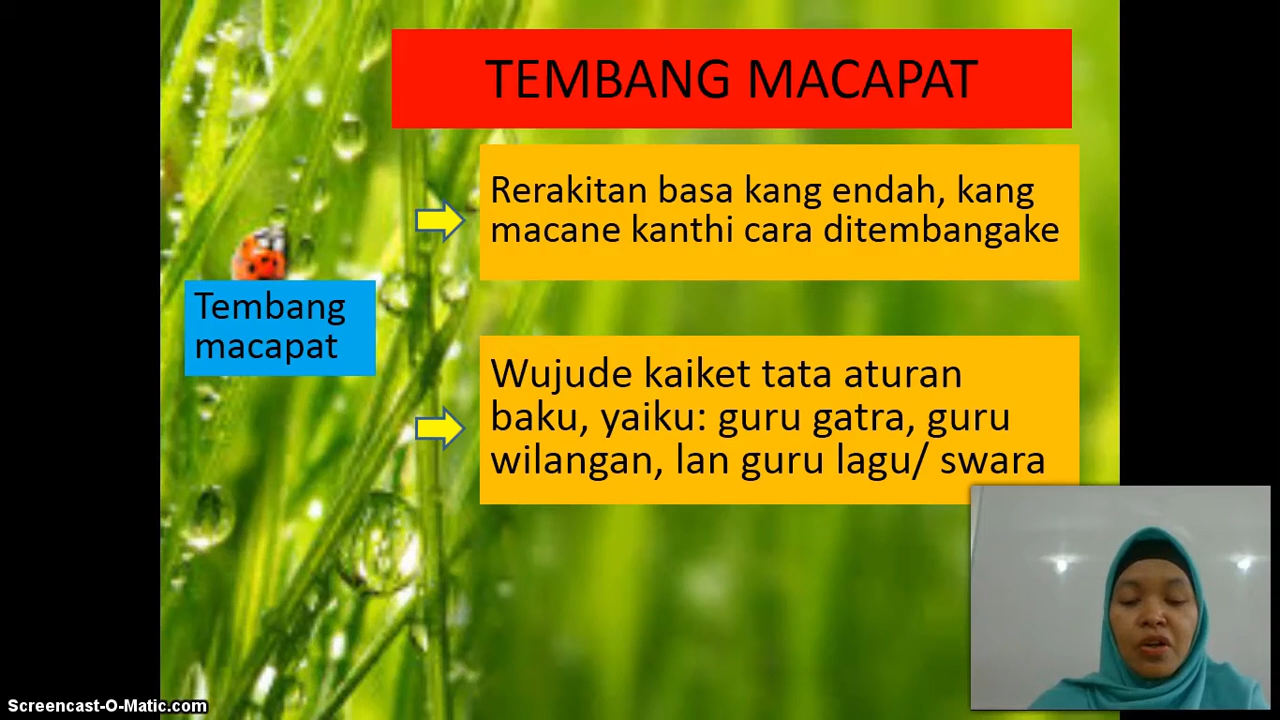 TEMBANG MACAPAT
Rerakitan basa kang endah, kang
macane kanthi cara ditembangake
Tembang
macapat
Wujude kaiket tata aturan
baku, yaiku: guru gatra, guru
wilangan, lan guru lagu/ swara
Screencast-O-Matic.com